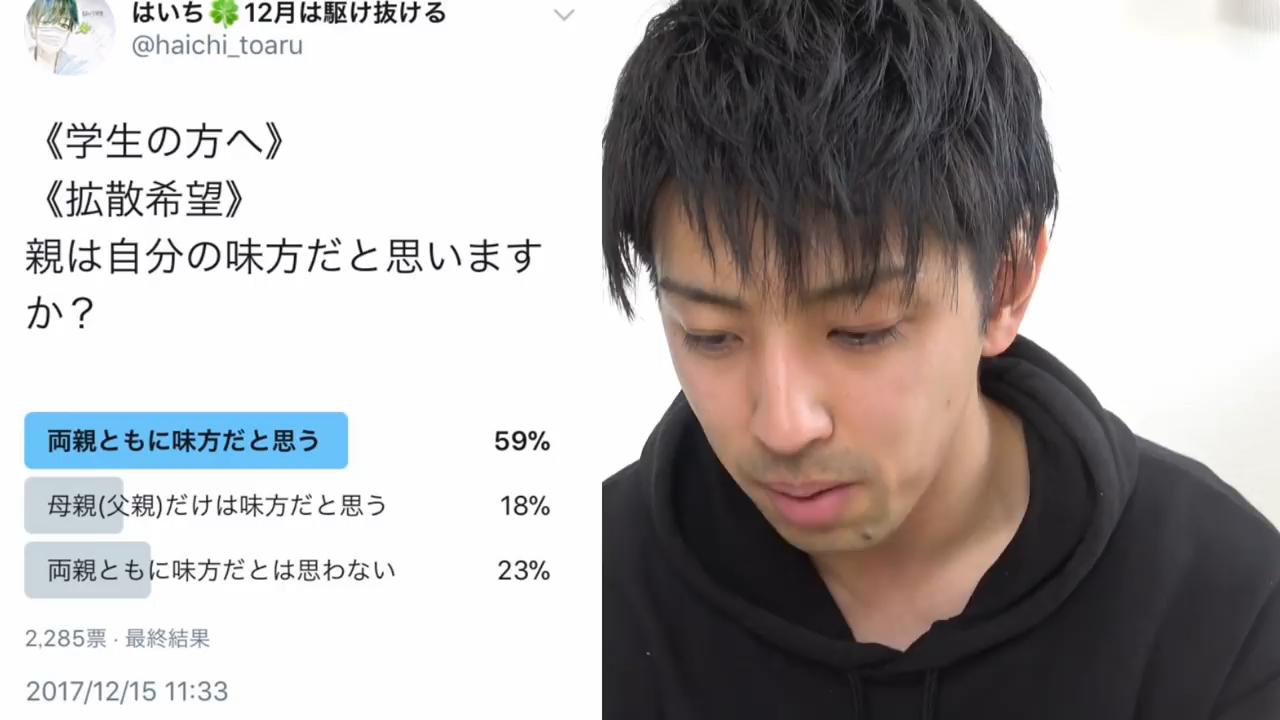 はいち🍀12月は駆け抜ける
@haichi_toaru
《学生の方へ》
《拡散希望》
親は自分の味方だと思います
か？
両親ともに味方だと思う 59%
母親(父親)だけは味方だと思う 18%
両親ともに味方だとは思わない 23%
2,285票 · 最終結果
2017/12/15 11:33